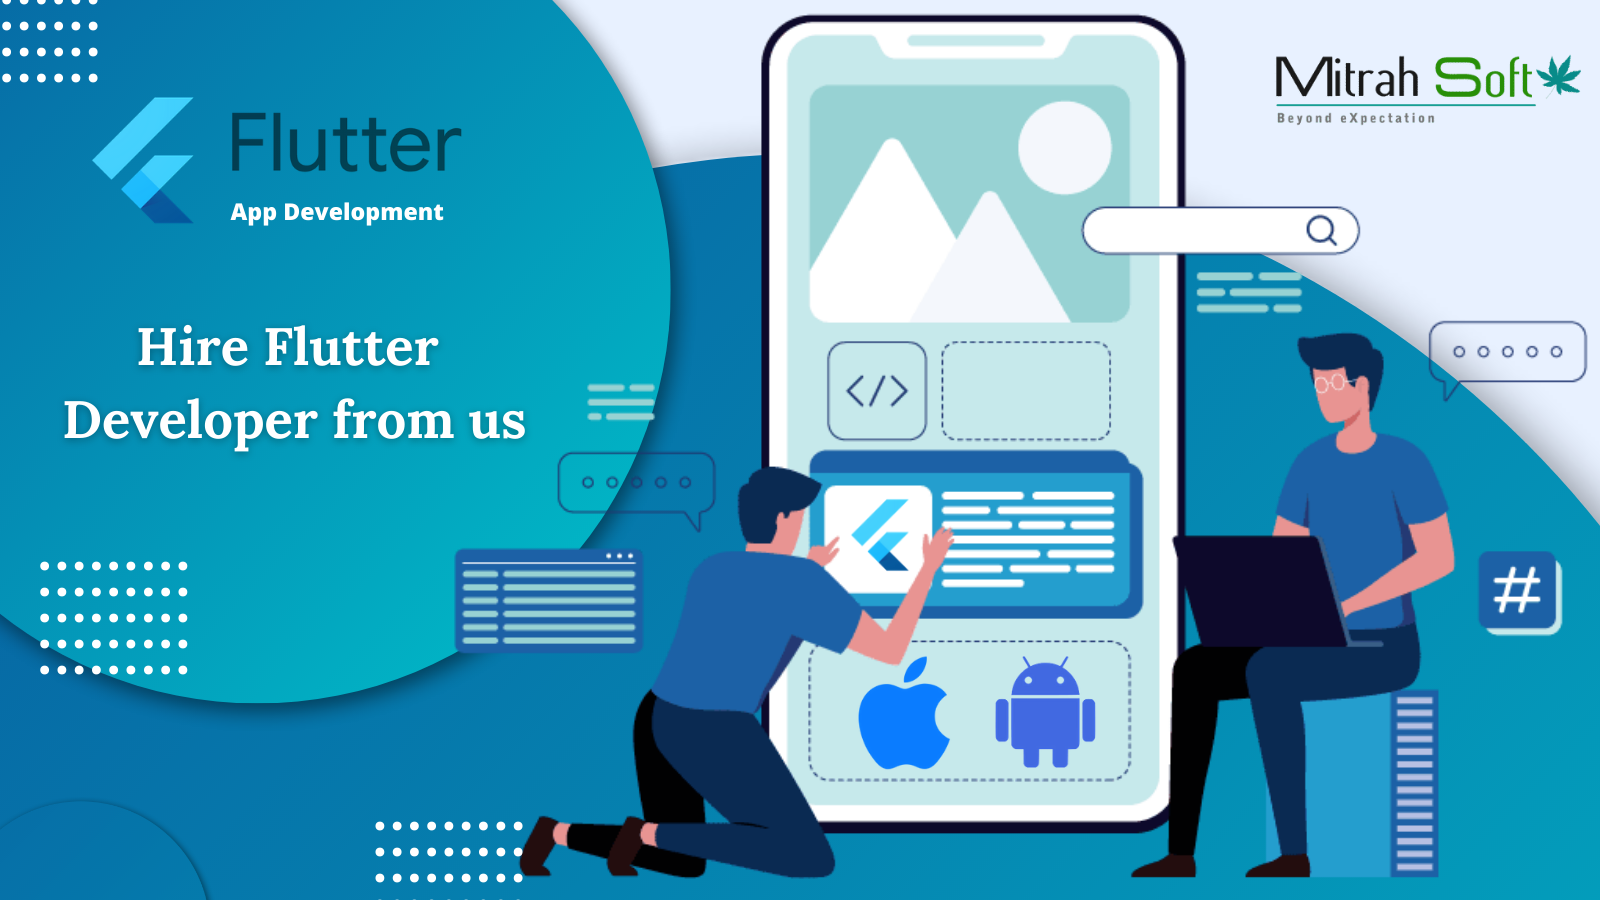 Flutter
App Development
Hire Flutter
Developer from us
Mitrah Soft
Beyond eXpectation
</>
#